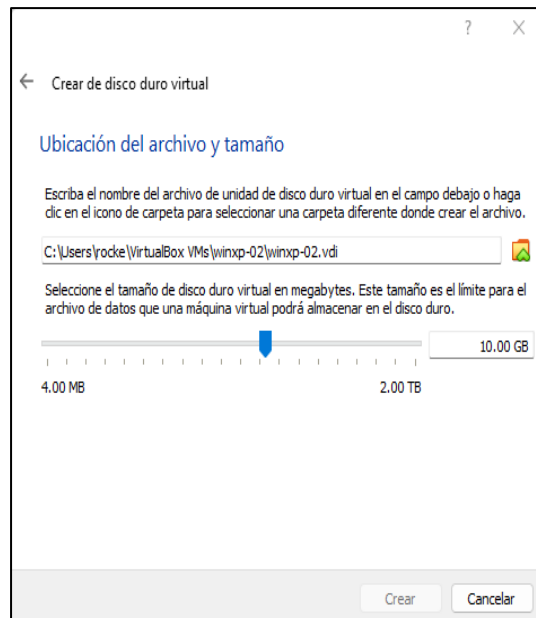 ?
Crear de disco duro virtual
Ubicación del archivo y tamaño
Escriba el nombre del archivo de unidad de disco duro virtual en el campo debajo o haga
clic en el icono de carpeta para seleccionar una carpeta diferente donde crear el archivo.
C:\Users\rocke\VirtualBox VMs\winxp-02\winxp-02.vdi
Seleccione el tamaño de disco duro virtual en megabytes. Este tamaño es el límite para el
archivo de datos que una máquina virtual podrá almacenar en el disco duro.
10.00 GB
4.00 MB 2.00 TB
Crear Cancelar